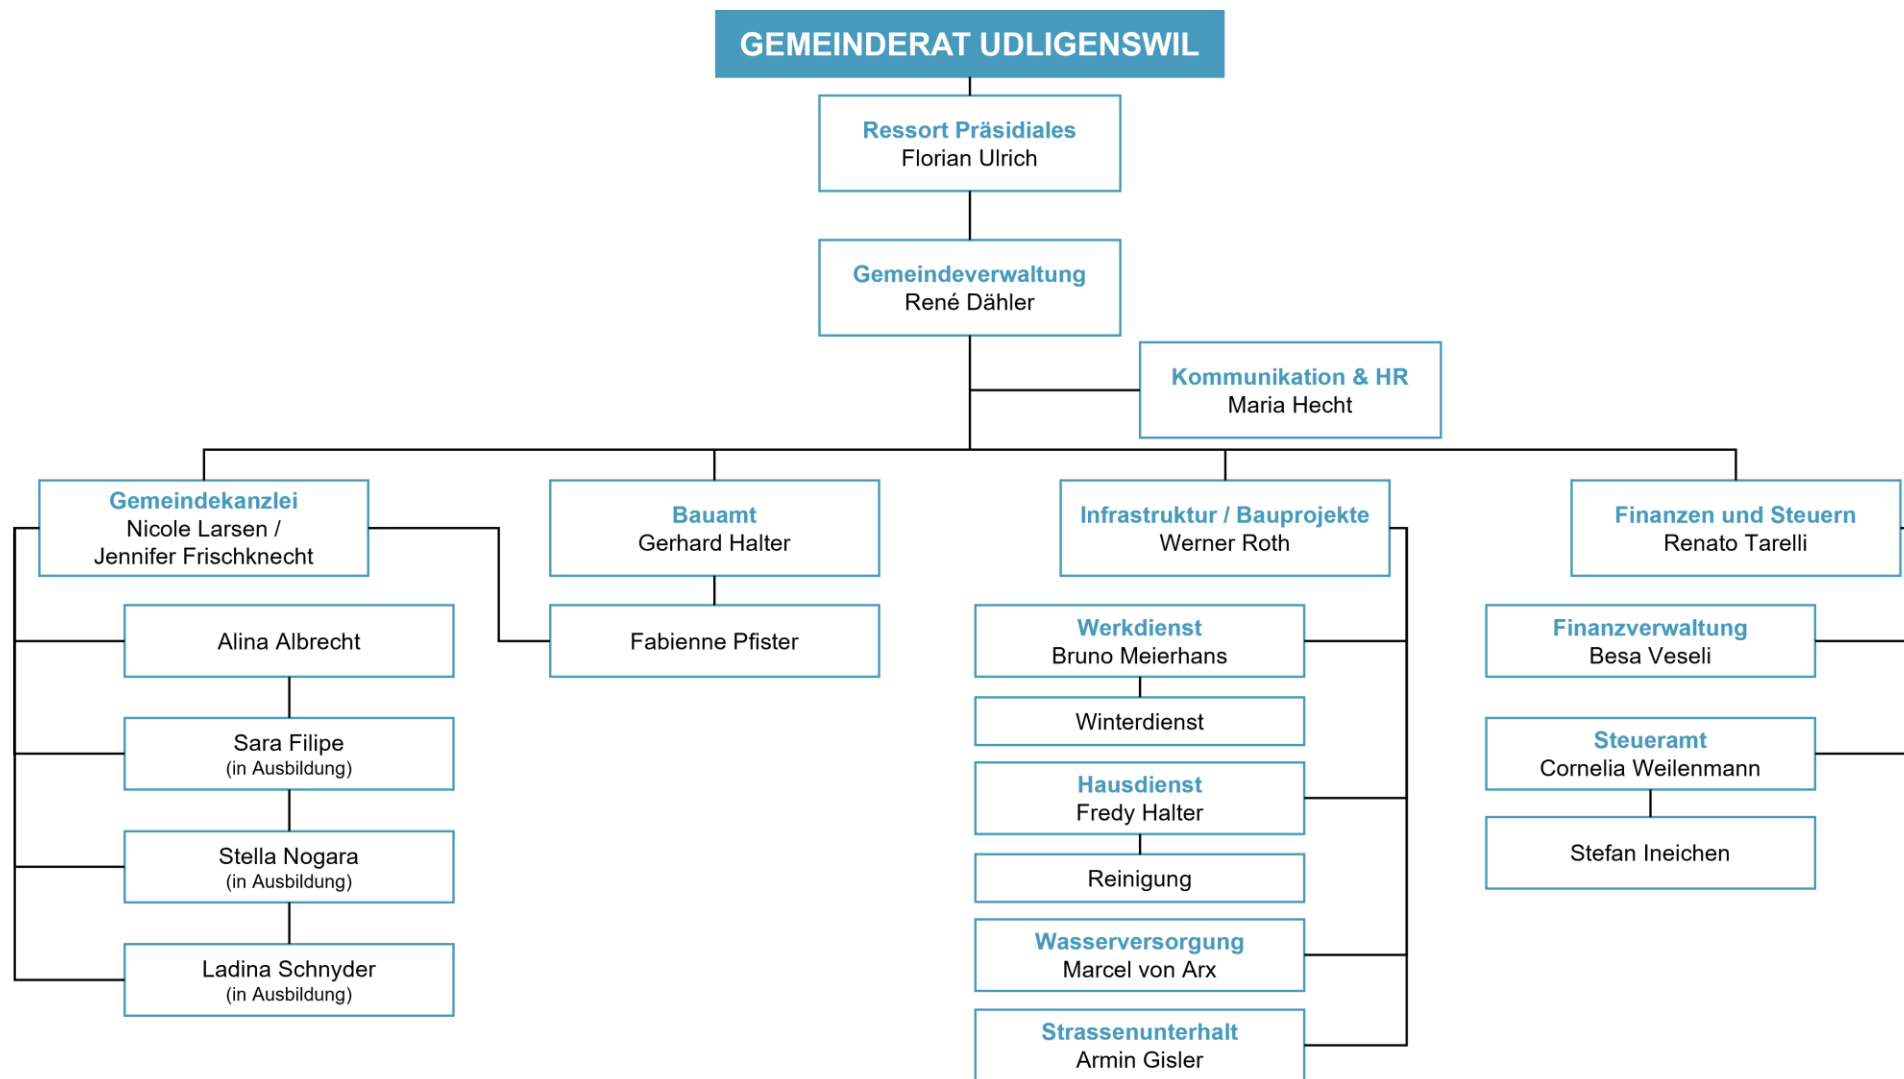 GEMEINDERAT UDLIGENSWIL
Ressort Präsidiales
Florian Ulrich
Gemeindeverwaltung
René Dähler
Kommunikation & HR
Maria Hecht
Gemeindekanzlei
Nicole Larsen /
Jennifer Frischknecht
Alina Albrecht
Sara Filipe
(in Ausbildung)
Stella Nogara
(in Ausbildung)
Ladina Schnyder
(in Ausbildung)
Bauamt
Gerhard Halter
Fabienne Pfister
Infrastruktur / Bauprojekte
Werner Roth
Werkdienst
Bruno Meierhans
Winterdienst
Hausdienst
Fredy Halter
Reinigung
Wasserversorgung
Marcel von Arx
Strassenunterhalt
Armin Gisler
Finanzen und Steuern
Renato Tarelli
Finanzverwaltung
Besa Veseli
Steueramt
Cornelia Weilenmann
Stefan Ineichen